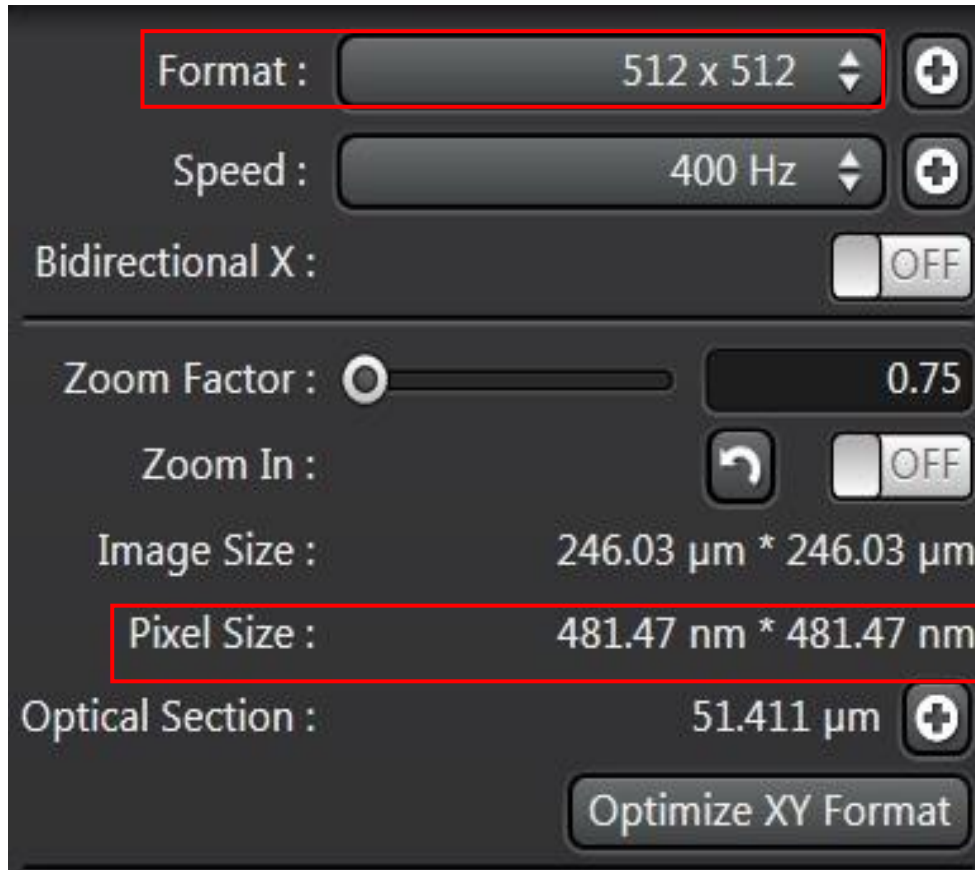 Format : 512 x 512
Speed : 400 Hz
Bidirectional X : OFF
Zoom Factor : 0.75
Zoom In : OFF
Image Size : 246.03 µm * 246.03 µm
Pixel Size : 481.47 nm * 481.47 nm
Optical Section : 51.411 µm
Optimize XY Format